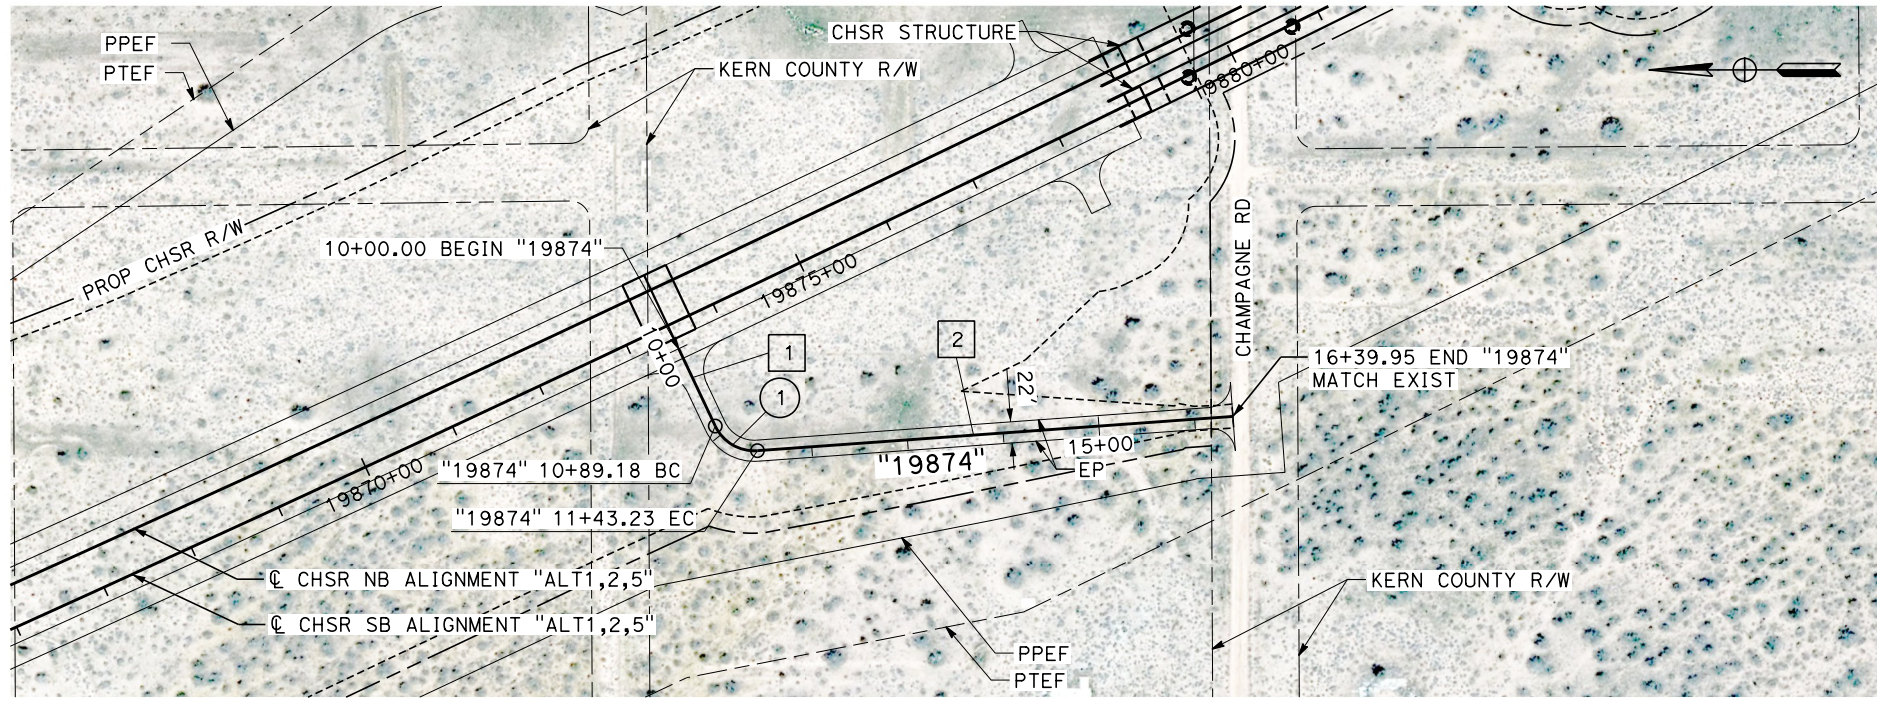 PPEF
PTEF
CHSR STRUCTURE
KERN COUNTY R/W
19880+00
PROP CHSR R/W
10+00.00 BEGIN "19874"
19875+00
CHAMPAGNE RD
10+00
1
2
1
22'
16+39.95 END "19874"
MATCH EXIST
19870+00
"19874" 10+89.18 BC
"19874"
15+00
EP
"19874" 11+43.23 EC
℄ CHSR NB ALIGNMENT "ALT1,2,5"
KERN COUNTY R/W
℄ CHSR SB ALIGNMENT "ALT1,2,5"
PPEF
PTEF